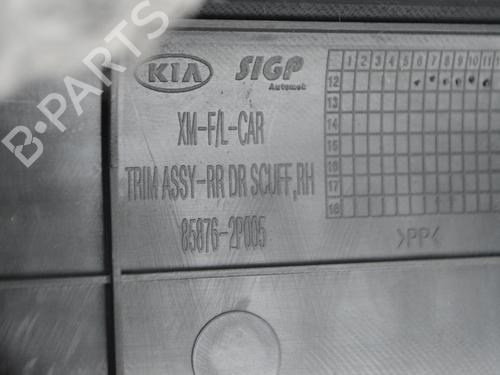 B-PARTS
KIA SIGP
Automek
XM-F/L-CAR
TRIM ASSY-RR DR SCUFF,RH
85876-2P005
1 2 3 4 5 6 7 8 9 10 11
12
13
14
15
16
17
18
>PP<